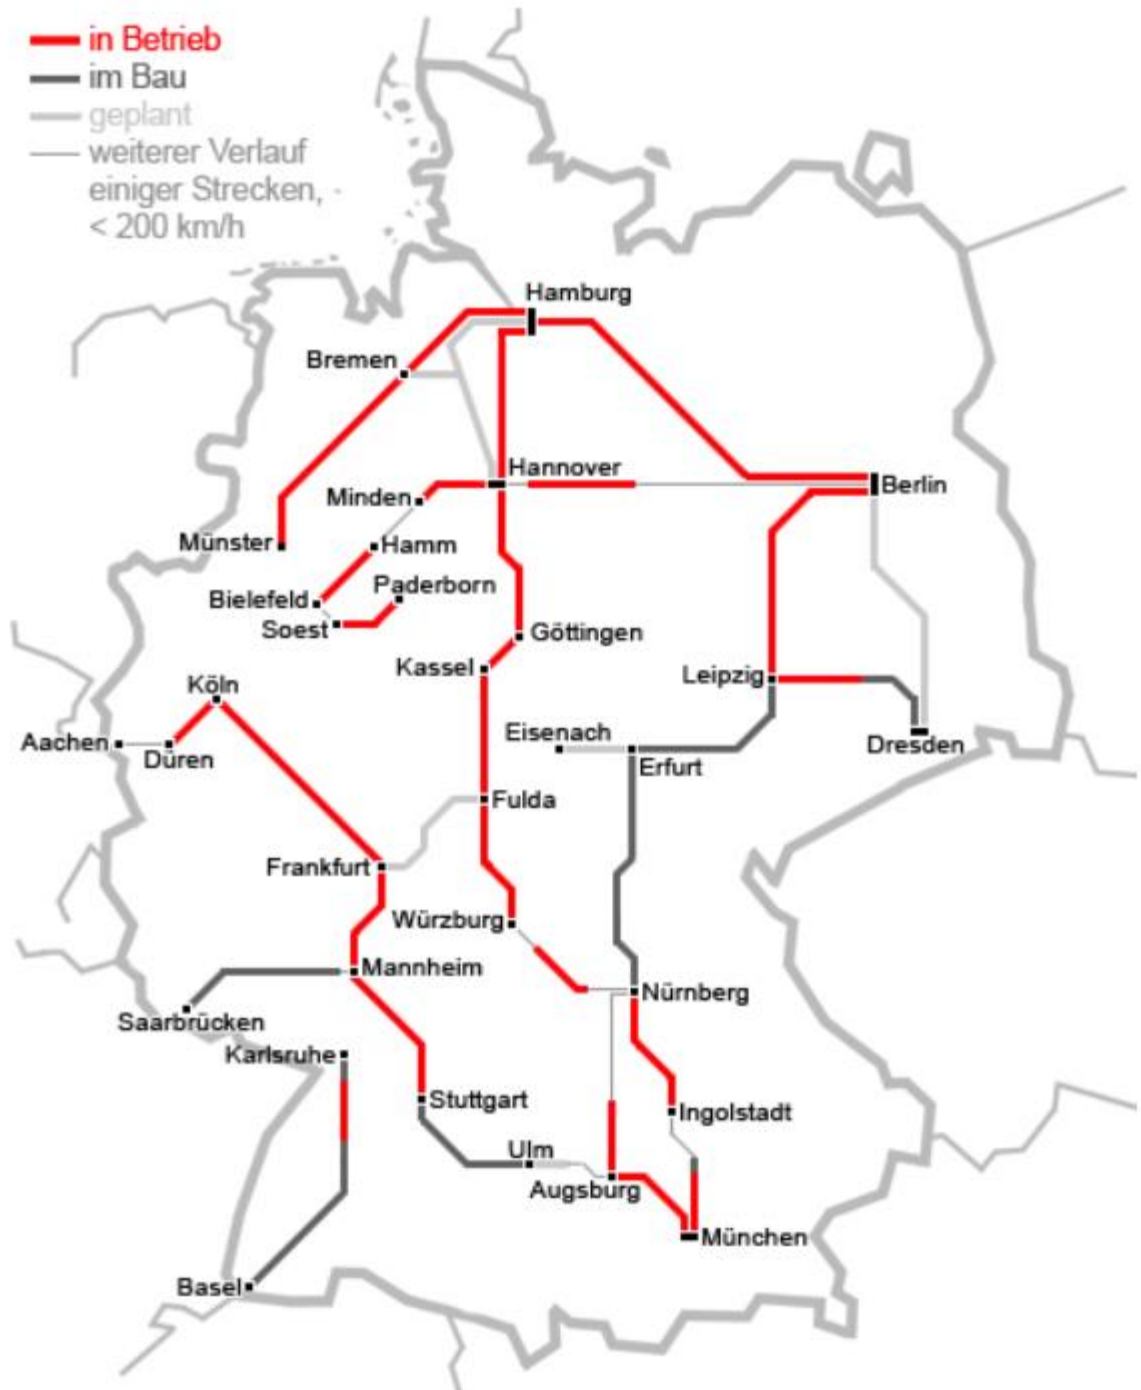 in Betrieb
im Bau
geplant
weiterer Verlauf
einiger Strecken,
< 200 km/h
Hamburg
Bremen
Hannover
Minden
Berlin
Münster
Hamm
Paderborn
Bielefeld
Soest
Göttingen
Kassel
Leipzig
Köln
Eisenach
Aachen
Düren
Erfurt
Dresden
Fulda
Frankfurt
Würzburg
Mannheim
Nürnberg
Saarbrücken
Karlsruhe
Stuttgart
Ingolstadt
Ulm
Augsburg
München
Basel